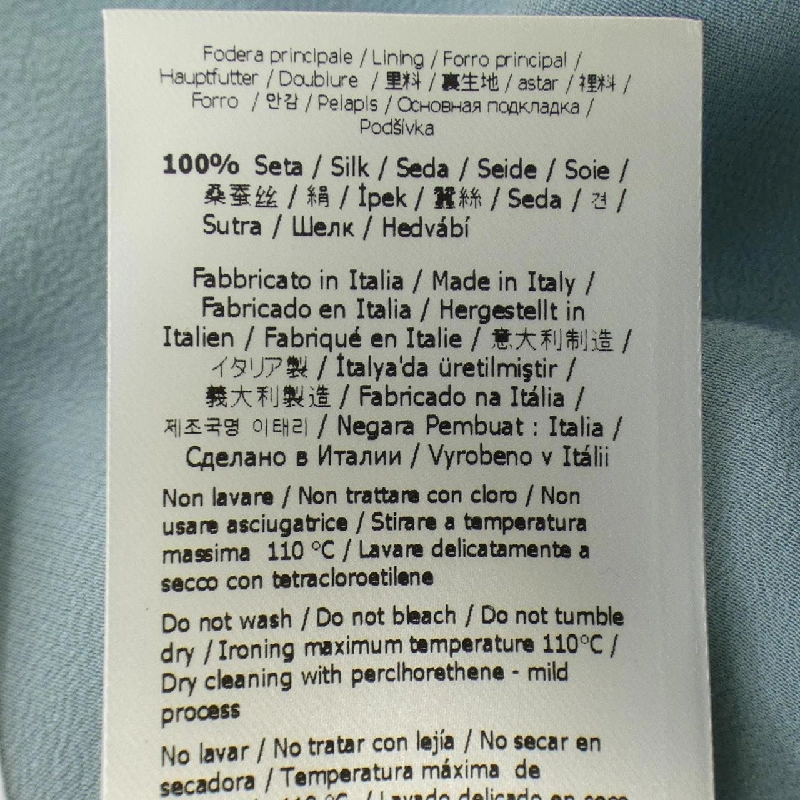 Fodera principale / Lining / Forro principal /
Hauptfutter / Doublure / 里料 / 裏生地 / astar / 裡料 /
Forro / 안감 / Pelapis / Основная подкладка /
Podšívka
100% Seta / Silk / Seda / Seide / Soie /
桑蚕丝 / 絹 / İpek / 蠶絲 / Seda / 견 /
Sutra / Шелк / Hedvábí
Fabbricato in Italia / Made in Italy /
Fabricado en Italia / Hergestellt in
Italien / Fabriqué en Italie / 意大利制造 /
イタリア製 / İtalya'da üretilmiştir /
義大利製造 / Fabricado na Itália /
제조국명 이태리 / Negara Pembuat : Italia /
Сделано в Италии / Vyrobeno v Itálii
Non lavare / Non trattare con cloro / Non
usare asciugatrice / Stirare a temperatura
massima 110 °C / Lavare delicatamente a
secco con tetracloroetilene
Do not wash / Do not bleach / Do not tumble
dry / Ironing maximum temperature 110°C /
Dry cleaning with perclhorethene - mild
process
No lavar / No tratar con lejía / No secar en
secadora / Temperatura máxima de
110 °C / Lavado delicado en seco